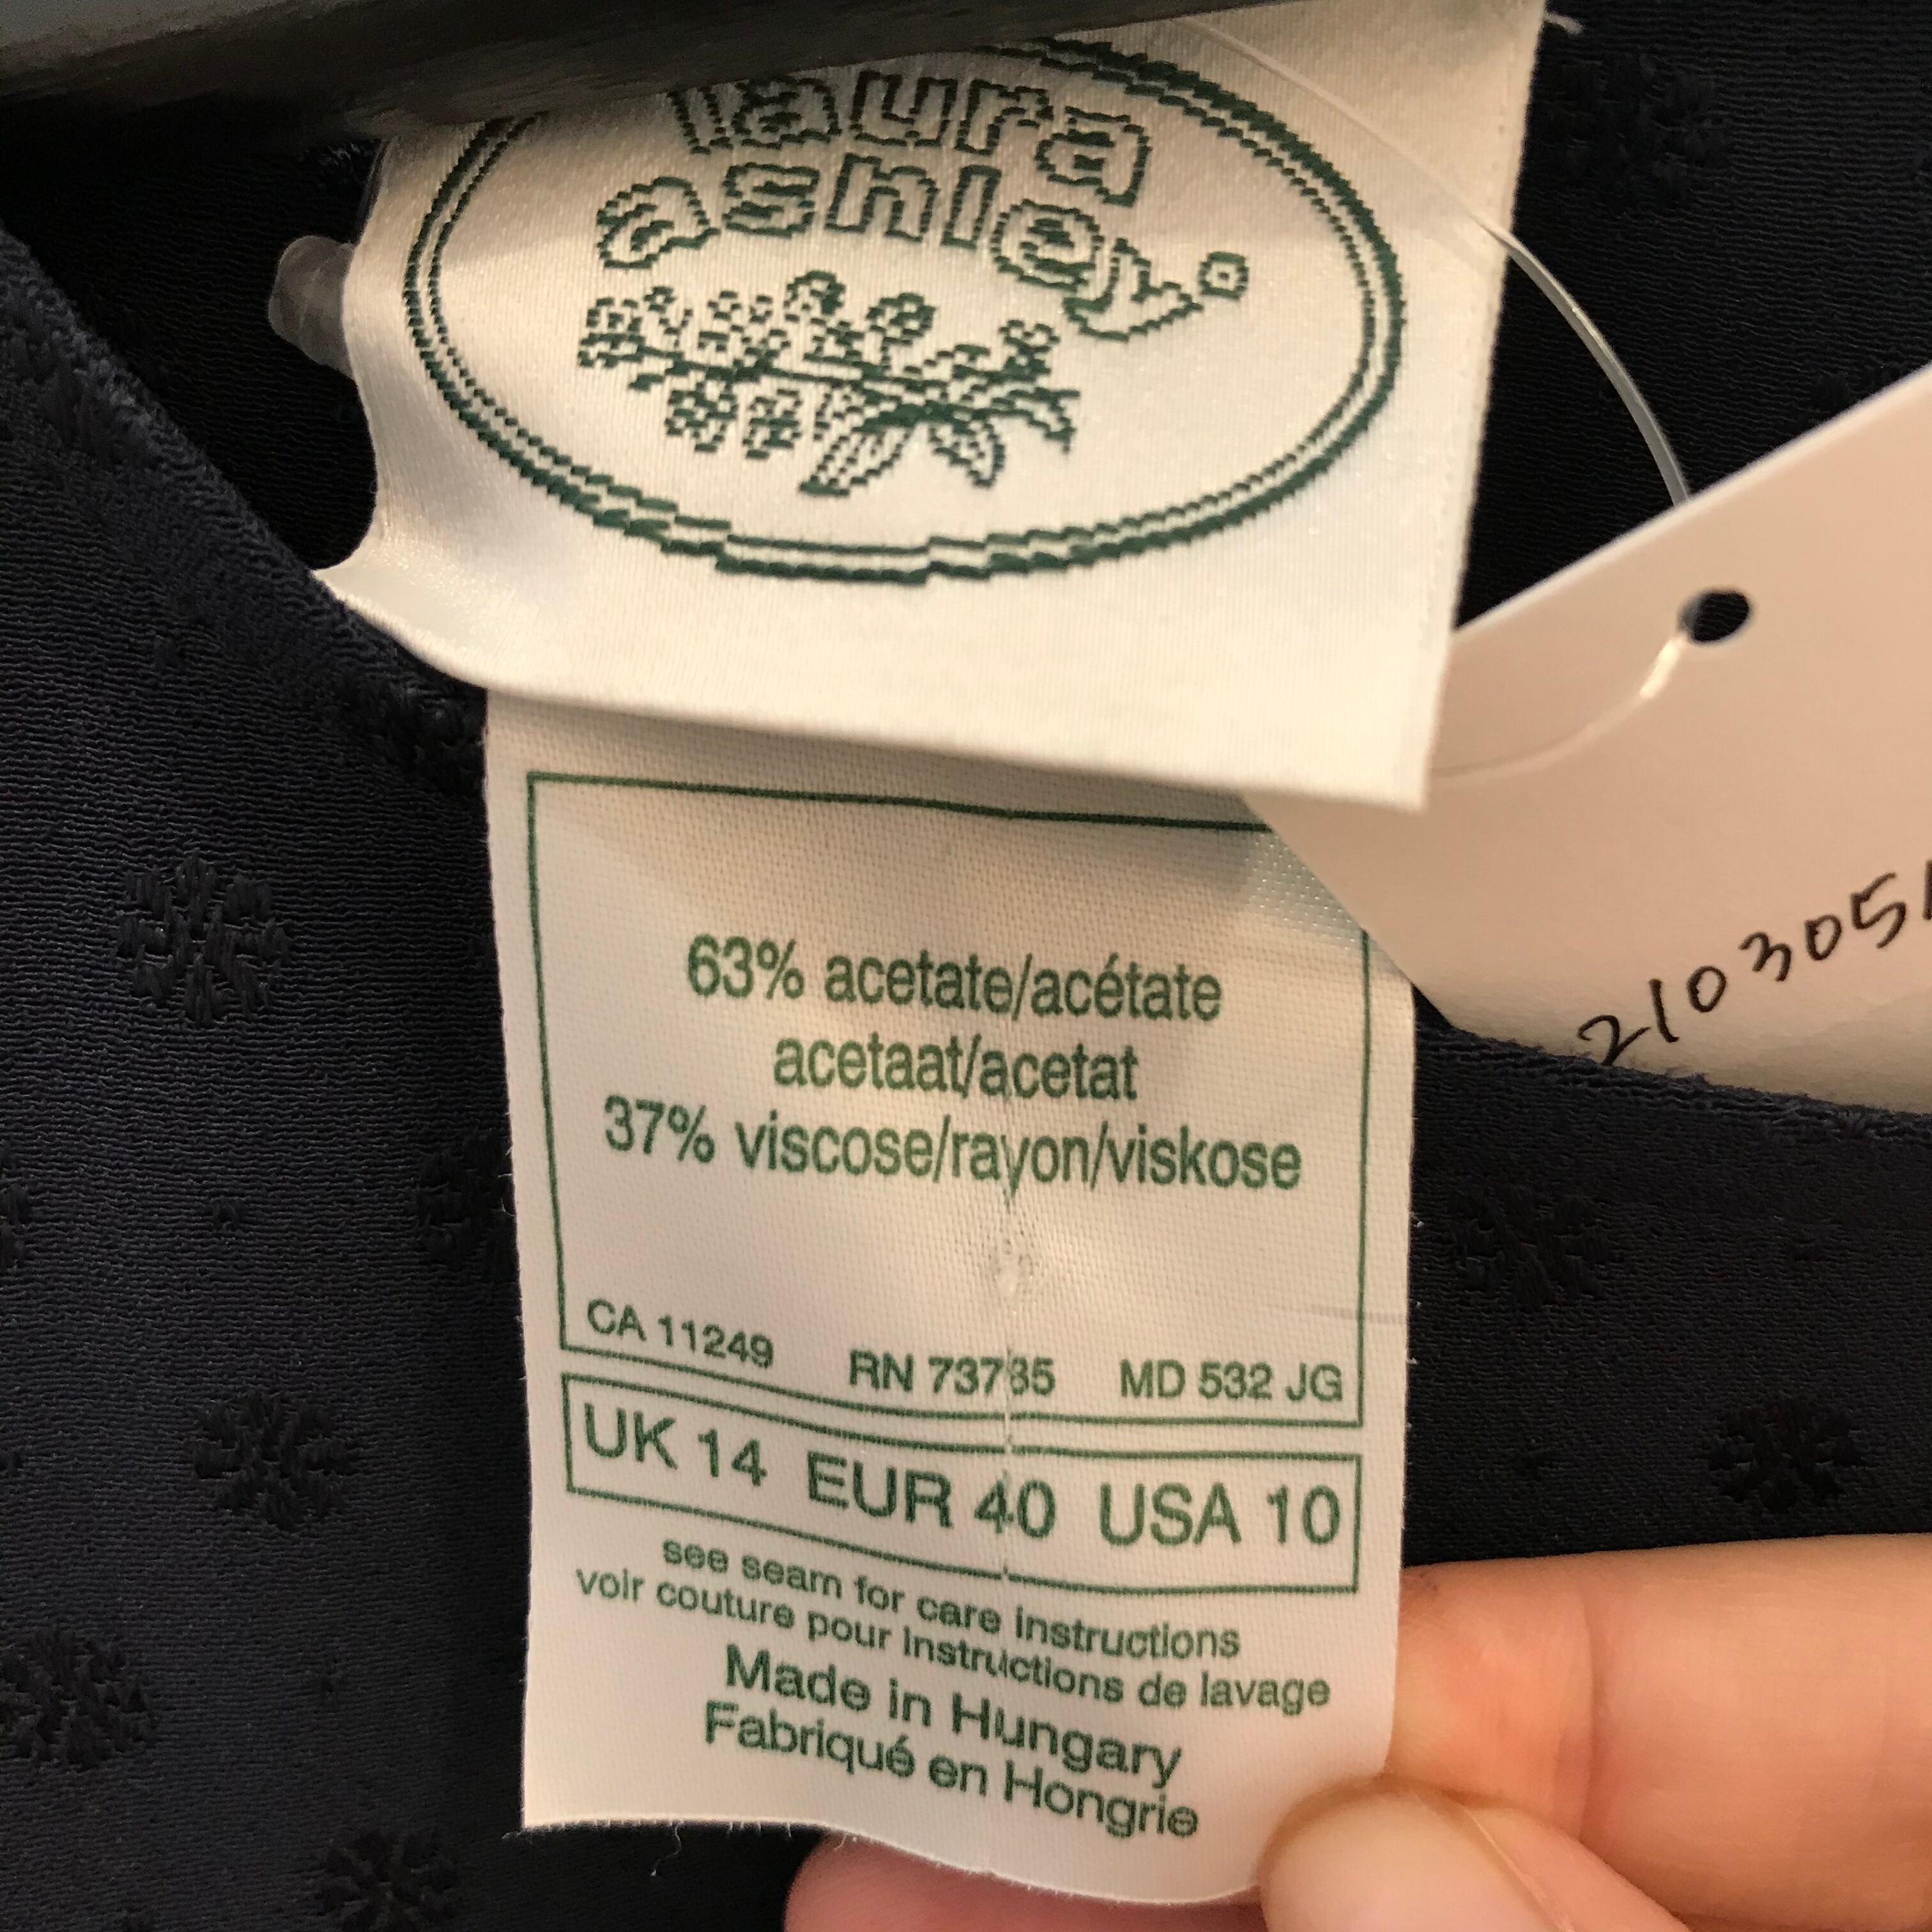 laura
ashley®
63% acetate/acétate
acetaat/acetat
37% viscose/rayon/viskose
CA 11249 RN 73785 MD 532 JG
UK 14 EUR 40 USA 10
see seam for care instructions
voir couture pour instructions de lavage
Made in Hungary
Fabriqué en Hongrie
210305